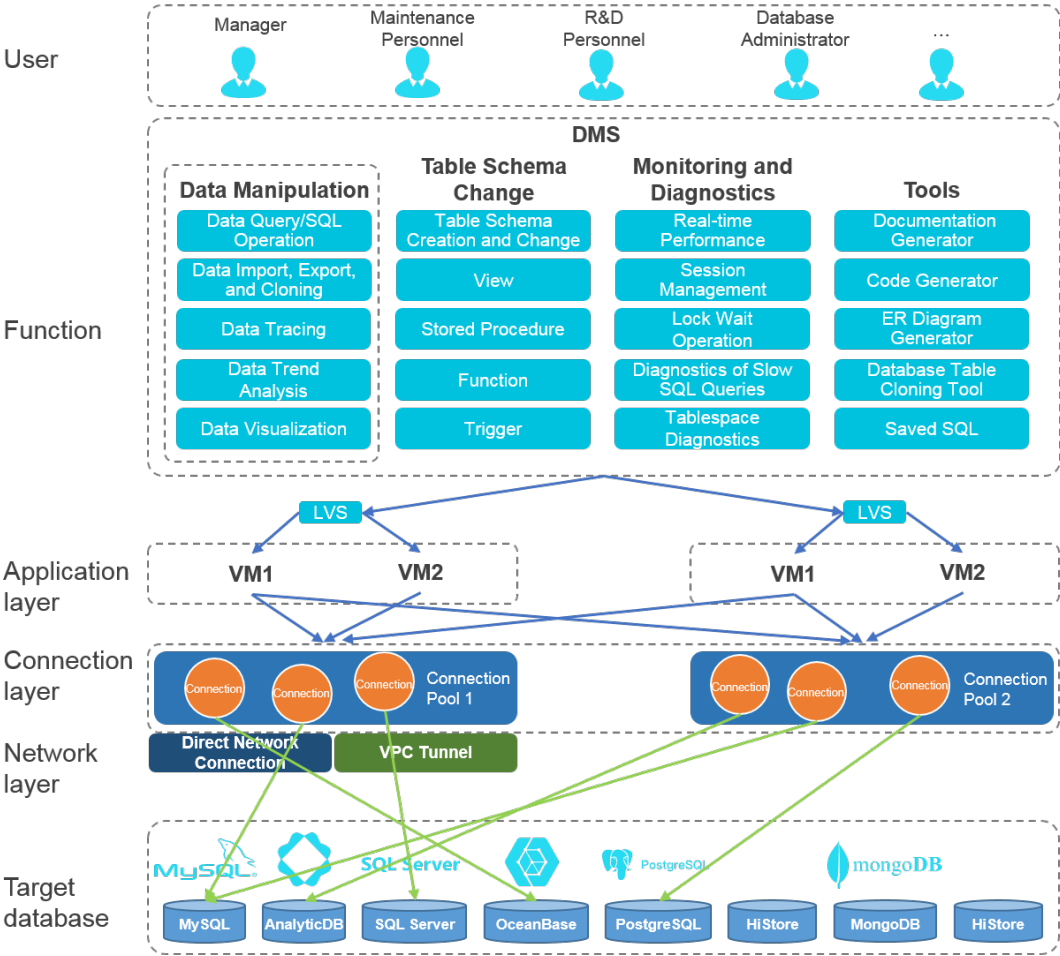 User
Manager
Maintenance
Personnel
R&D
Personnel
Database
Administrator
...
Function
DMS
Data Manipulation
Data Query/SQL
Operation
Data Import, Export,
and Cloning
Data Tracing
Data Trend
Analysis
Data Visualization
Table Schema
Change
Table Schema
Creation and Change
View
Stored Procedure
Function
Trigger
Monitoring and
Diagnostics
Real-time
Performance
Session
Management
Lock Wait
Operation
Diagnostics of Slow
SQL Queries
Tablespace
Diagnostics
Tools
Documentation
Generator
Code Generator
ER Diagram
Generator
Database Table
Cloning Tool
Saved SQL
LVS
LVS
Application
layer
VM1
VM2
VM1
VM2
Connection
layer
Connection
Connection
Connection
Connection
Pool 1
Connection
Connection
Connection
Connection
Pool 2
Network
layer
Direct Network
Connection
VPC Tunnel
Target
database
MySQL®
SQL Server
PostgreSQL
mongoDB
MySQL
AnalyticDB
SQL Server
OceanBase
PostgreSQL
HiStore
MongoDB
HiStore